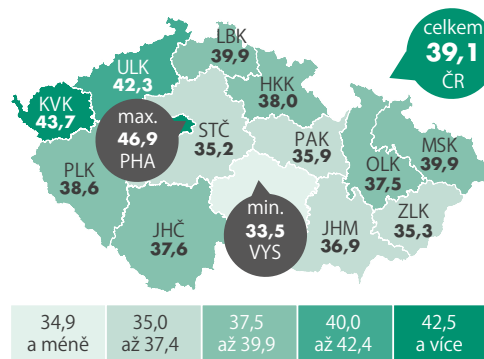 celkem
39,1
ČR
LBK
39,9
ULK
42,3
HKK
38,0
KVK
43,7
max.
46,9
PHA
STČ
35,2
PAK
35,9
MSK
39,9
OLK
37,5
PLK
38,6
ZLK
35,3
min.
33,5
VYS
JHM
36,9
JHČ
37,6
34,9
a méně
35,0
až 37,4
37,5
až 39,9
40,0
až 42,4
42,5
a více